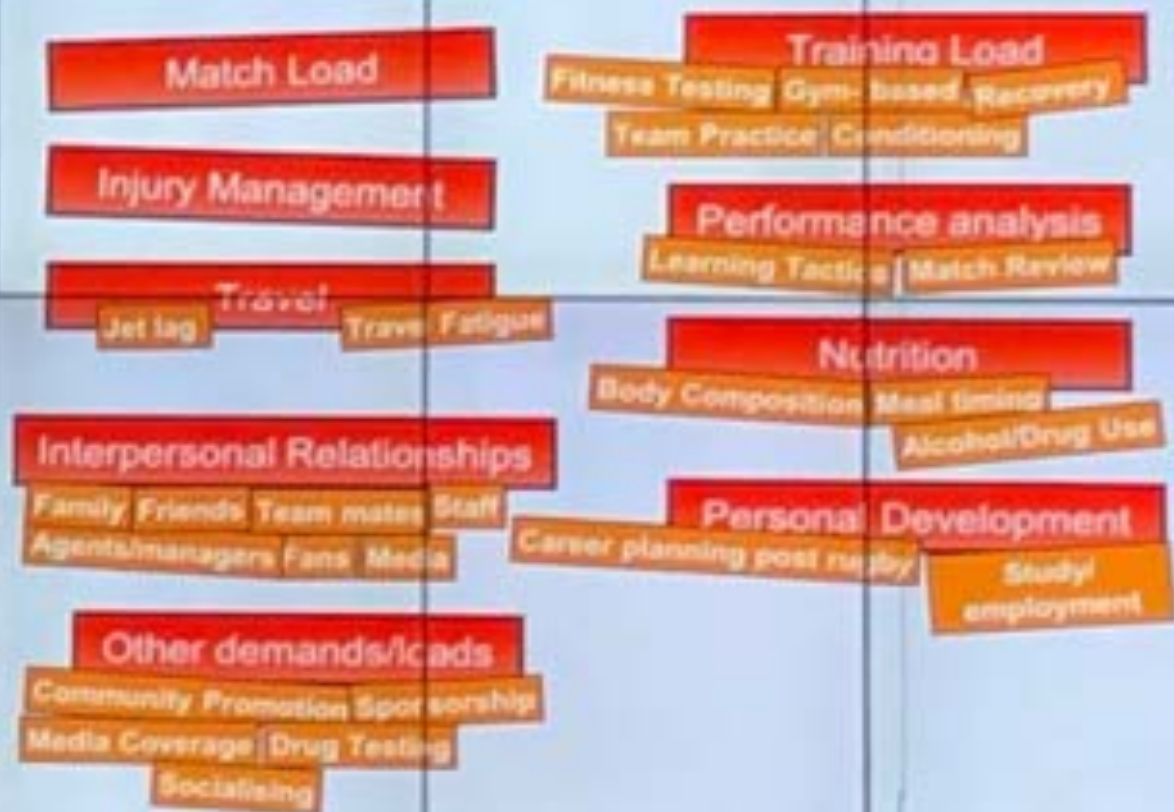 Match Load
Injury Management
Travel
Jet lag Travel Fatigue
Interpersonal Relationships
Family Friends Team mates Staff
Agents/managers Fans Media
Other demands/loads
Community Promotion Sponsorship
Media Coverage Drug Testing
Socialising
Training Load
Fitness Testing Gym-based Recovery
Team Practice Conditioning
Performance analysis
Learning Tactics Match Review
Nutrition
Body Composition Meal timing
Alcohol/Drug Use
Personal Development
Career planning post rugby
Study/
employment